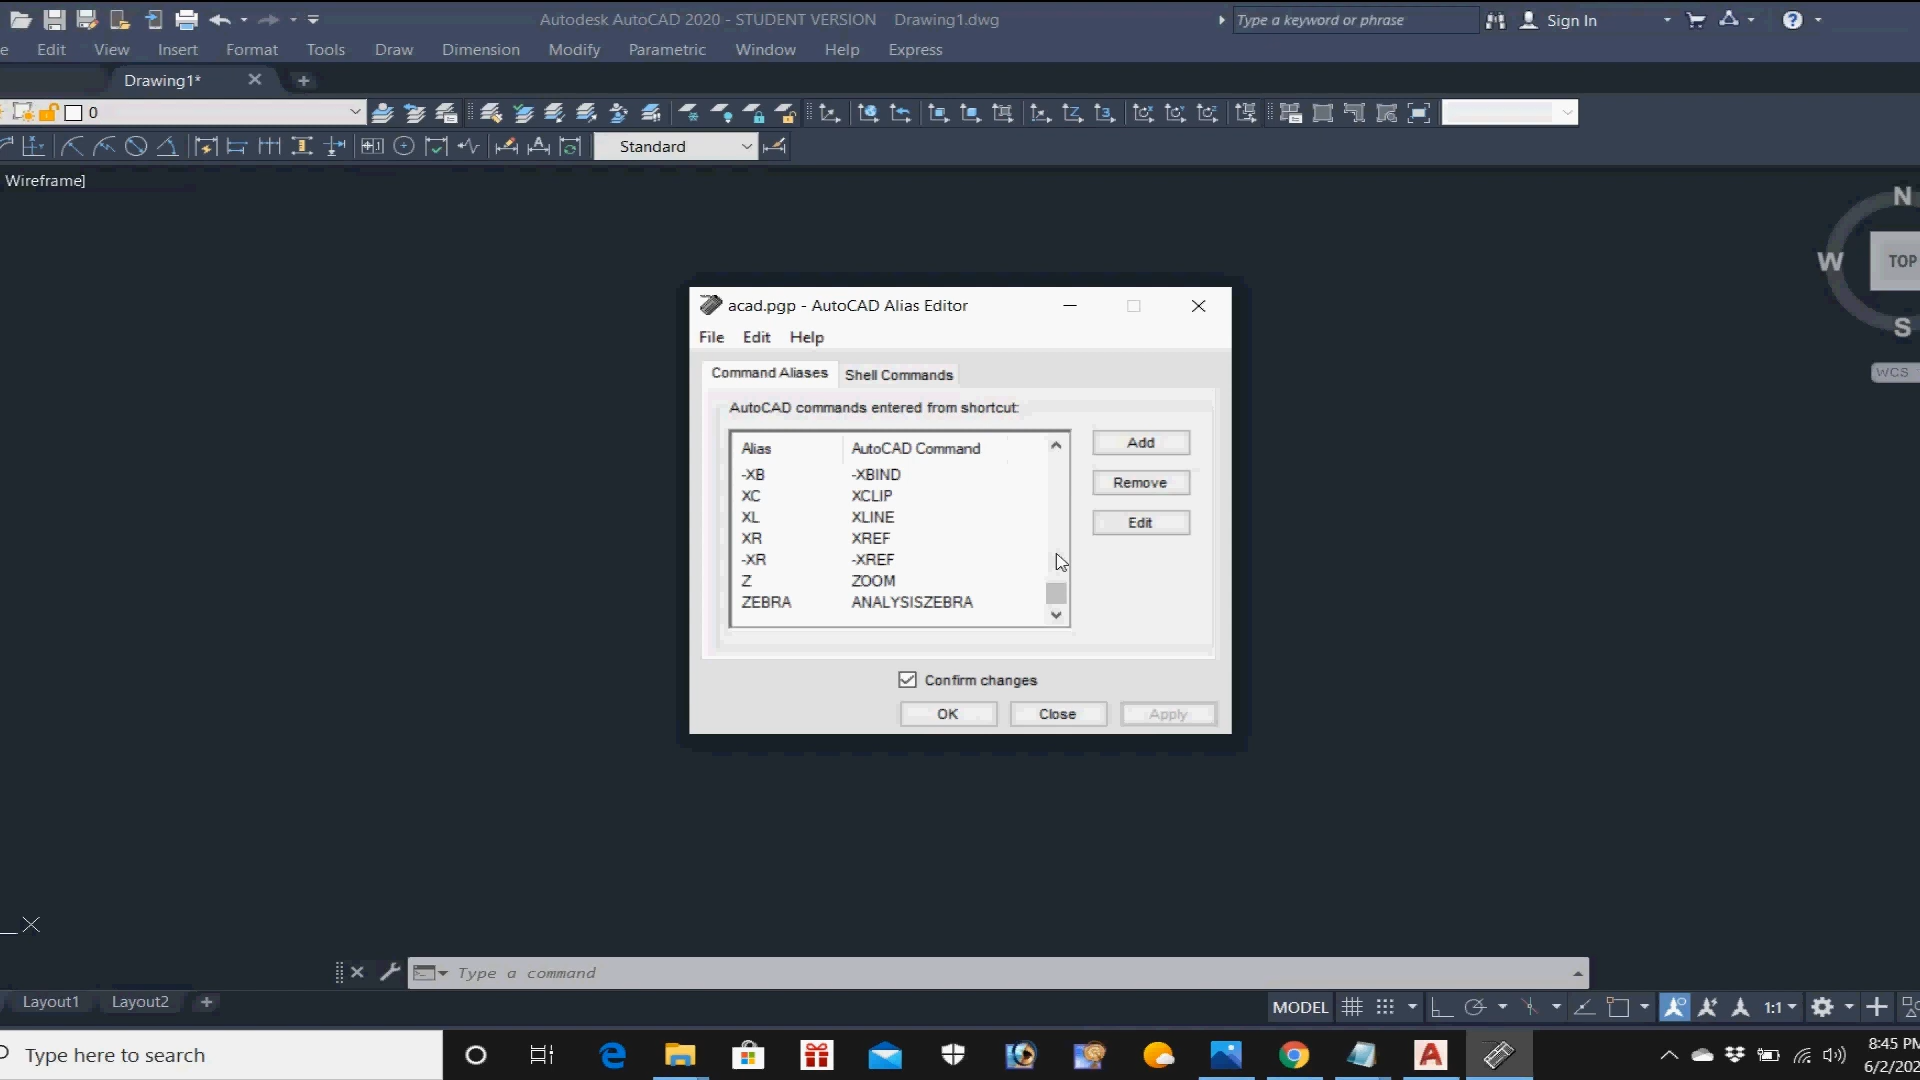 Autodesk AutoCAD 2020 - STUDENT VERSION Drawing1.dwg
Type a keyword or phrase
Sign In
e Edit View Insert Format Tools Draw Dimension Modify Parametric Window Help Express
Drawing1*
0
Standard
Wireframe]
N
W
TOP
S
WCS
acad.pgp - AutoCAD Alias Editor
File Edit Help
Command Aliases Shell Commands
AutoCAD commands entered from shortcut:
Alias AutoCAD Command
-XB -XBIND
XC XCLIP
XL XLINE
XR XREF
-XR -XREF
Z ZOOM
ZEBRA ANALYSISZEBRA
Add
Remove
Edit
Confirm changes
OK Close Apply
X
Type a command
Layout1 Layout2 +
MODEL
1:1
Type here to search
8:45 PM
6/2/202